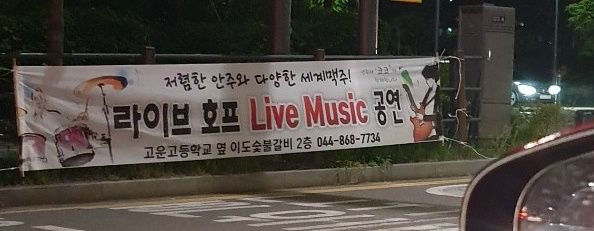 저렴한 안주와 다양한 세계맥주!
라이브 호프 Live Music 공연
고운고등학교 옆 이도숯불갈비 2층 044-868-7734